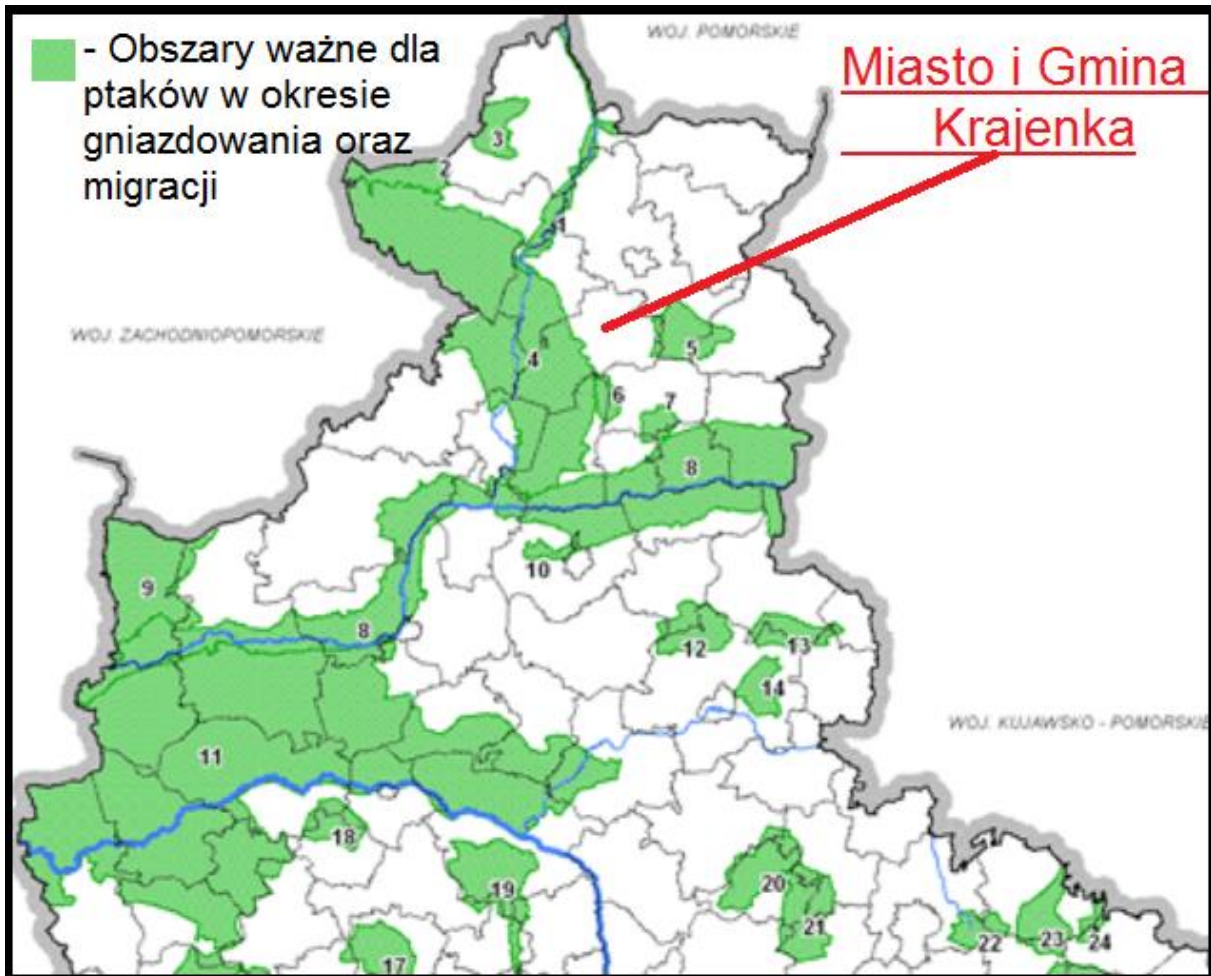 - Obszary ważne dla
ptaków w okresie
gniazdowania oraz
migracji
WOJ. POMORSKIE
Miasto i Gmina
Krajenka
3
2
1
WOJ. ZACHODNIOPOMORSKIE
4
5
6
7
8
9
10
8
12
13
14
WOJ. KUJAWSKO - POMORSKIE
11
18
19
20
21
22
23
24
17